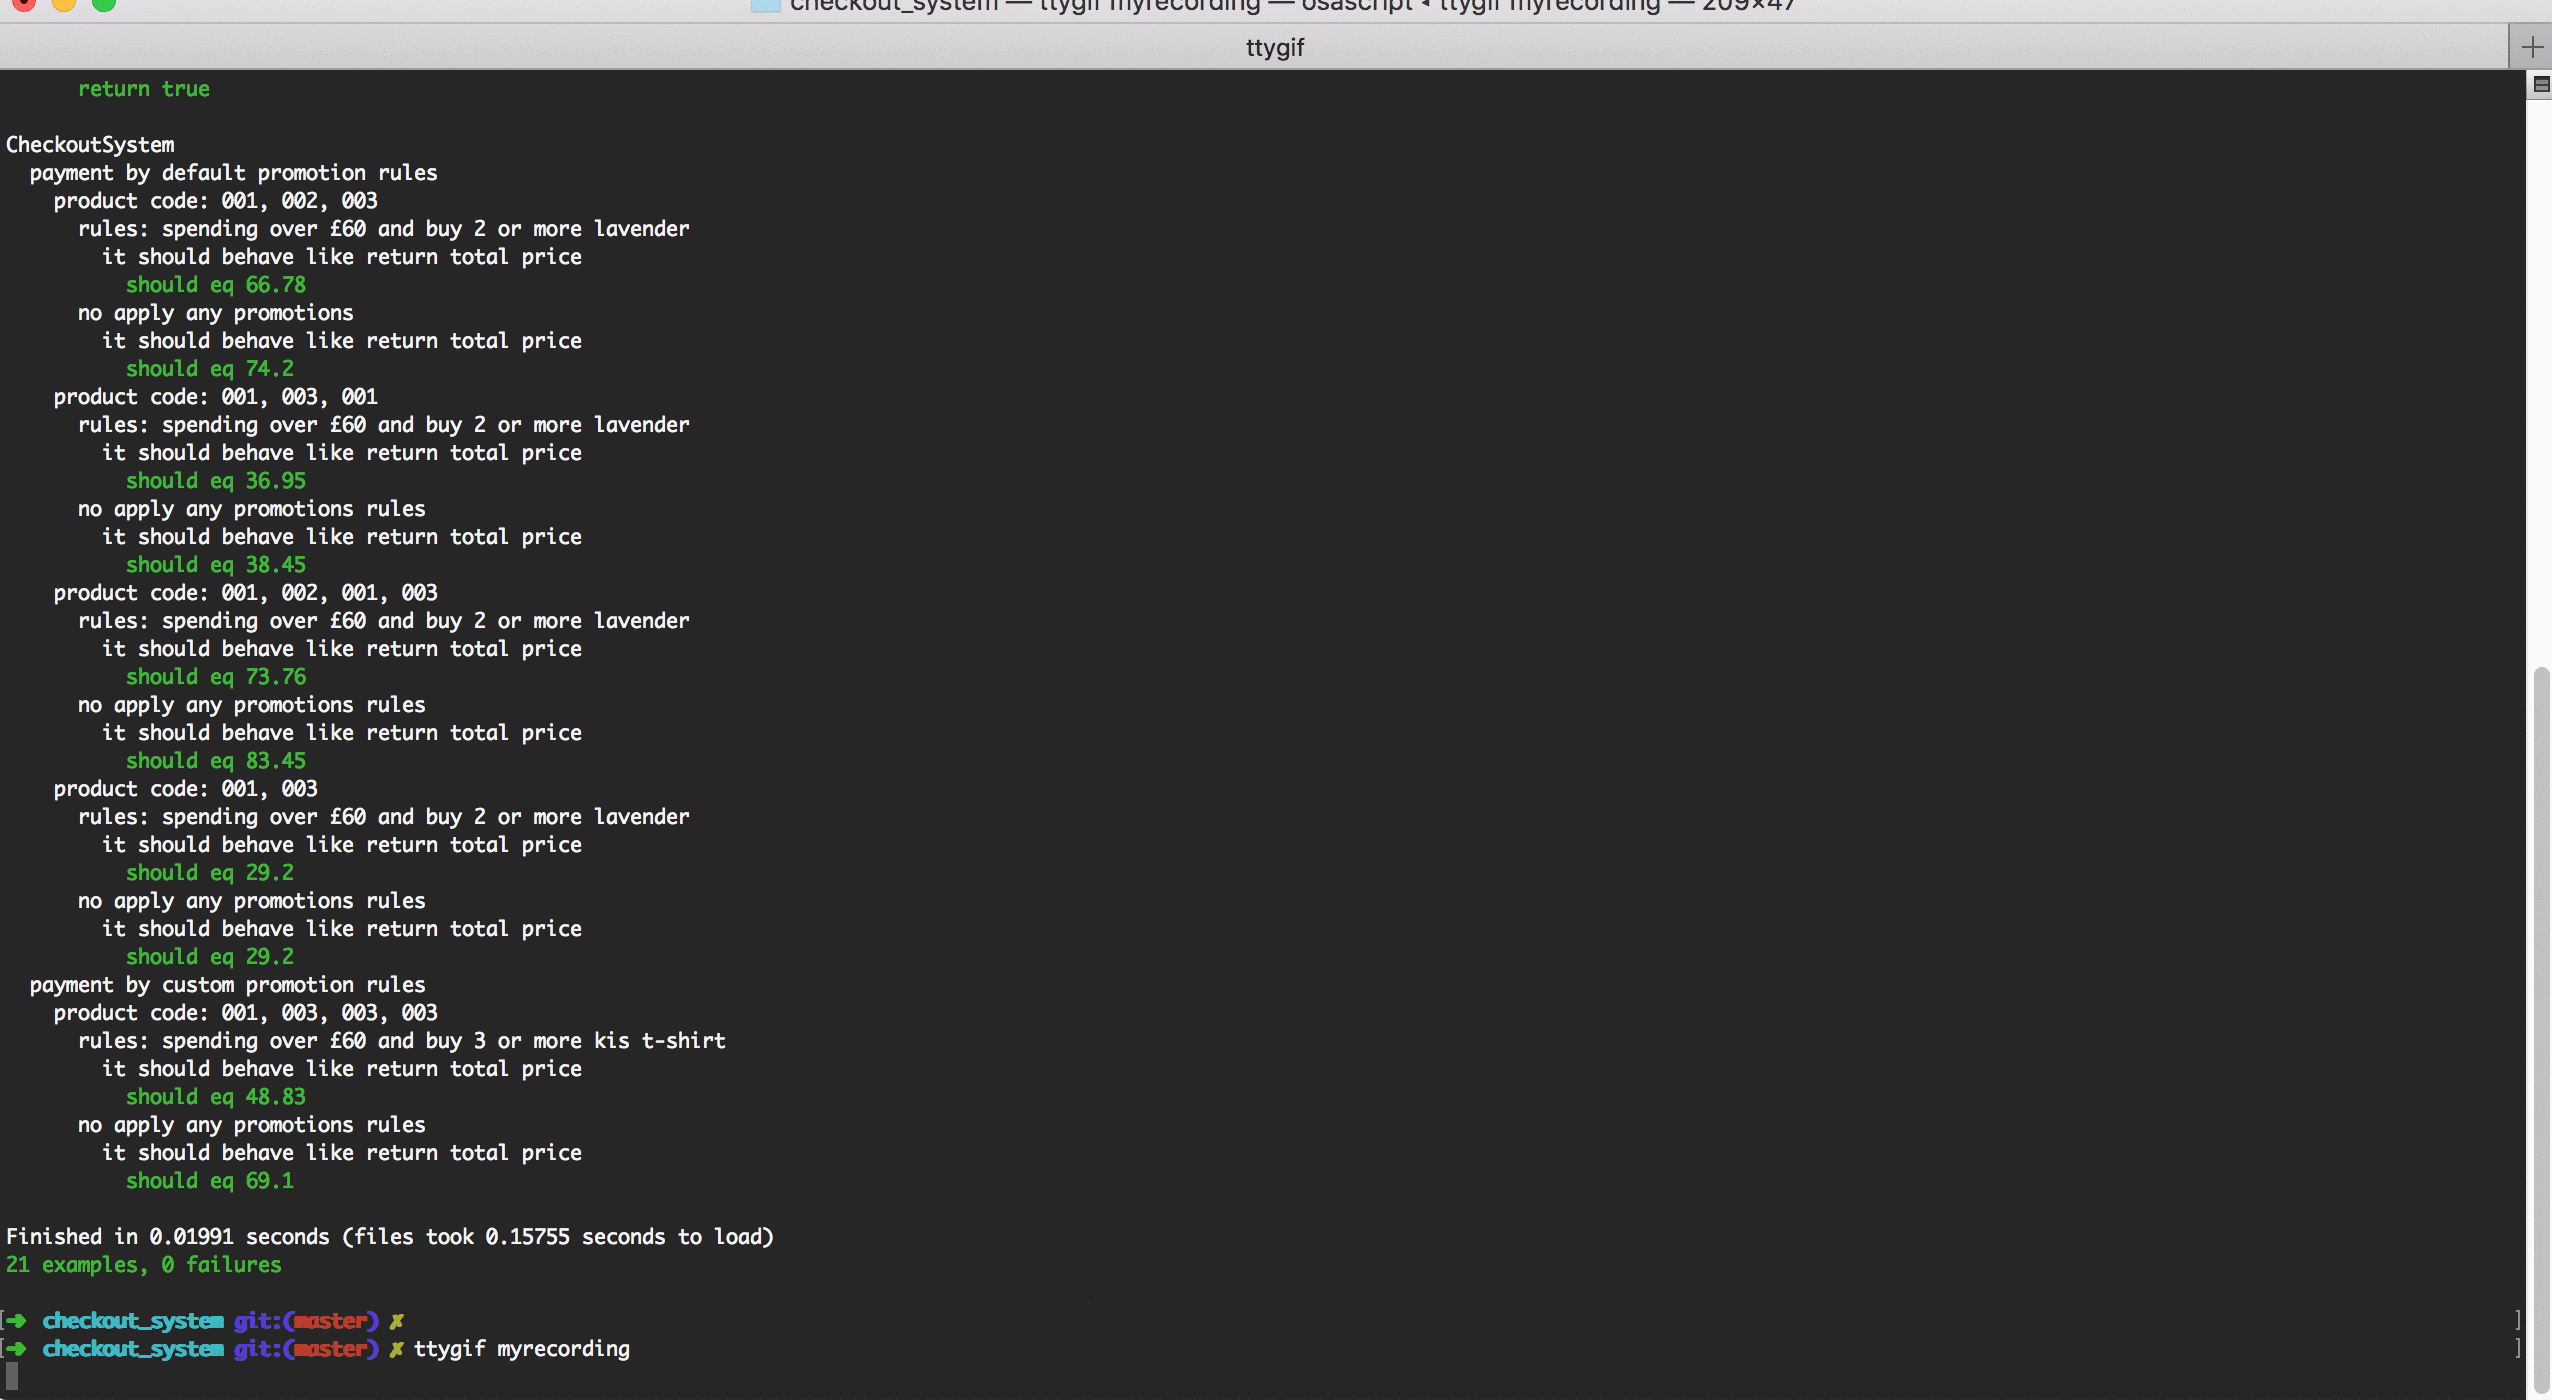 checkout_system — ttygif myrecording — osascript ◂ ttygif myrecording — 209×47
ttygif
return true
CheckoutSystem
payment by default promotion rules
product code: 001, 002, 003
rules: spending over £60 and buy 2 or more lavender
it should behave like return total price
should eq 66.78
no apply any promotions
it should behave like return total price
should eq 74.2
product code: 001, 003, 001
rules: spending over £60 and buy 2 or more lavender
it should behave like return total price
should eq 36.95
no apply any promotions rules
it should behave like return total price
should eq 38.45
product code: 001, 002, 001, 003
rules: spending over £60 and buy 2 or more lavender
it should behave like return total price
should eq 73.76
no apply any promotions rules
it should behave like return total price
should eq 83.45
product code: 001, 003
rules: spending over £60 and buy 2 or more lavender
it should behave like return total price
should eq 29.2
no apply any promotions rules
it should behave like return total price
should eq 29.2
payment by custom promotion rules
product code: 001, 003, 003, 003
rules: spending over £60 and buy 3 or more kis t-shirt
it should behave like return total price
should eq 48.83
no apply any promotions rules
it should behave like return total price
should eq 69.1
Finished in 0.01991 seconds (files took 0.15755 seconds to load)
21 examples, 0 failures
[➜ checkout_system git:(master) ✗ ]
[➜ checkout_system git:(master) ✗ ttygif myrecording ]